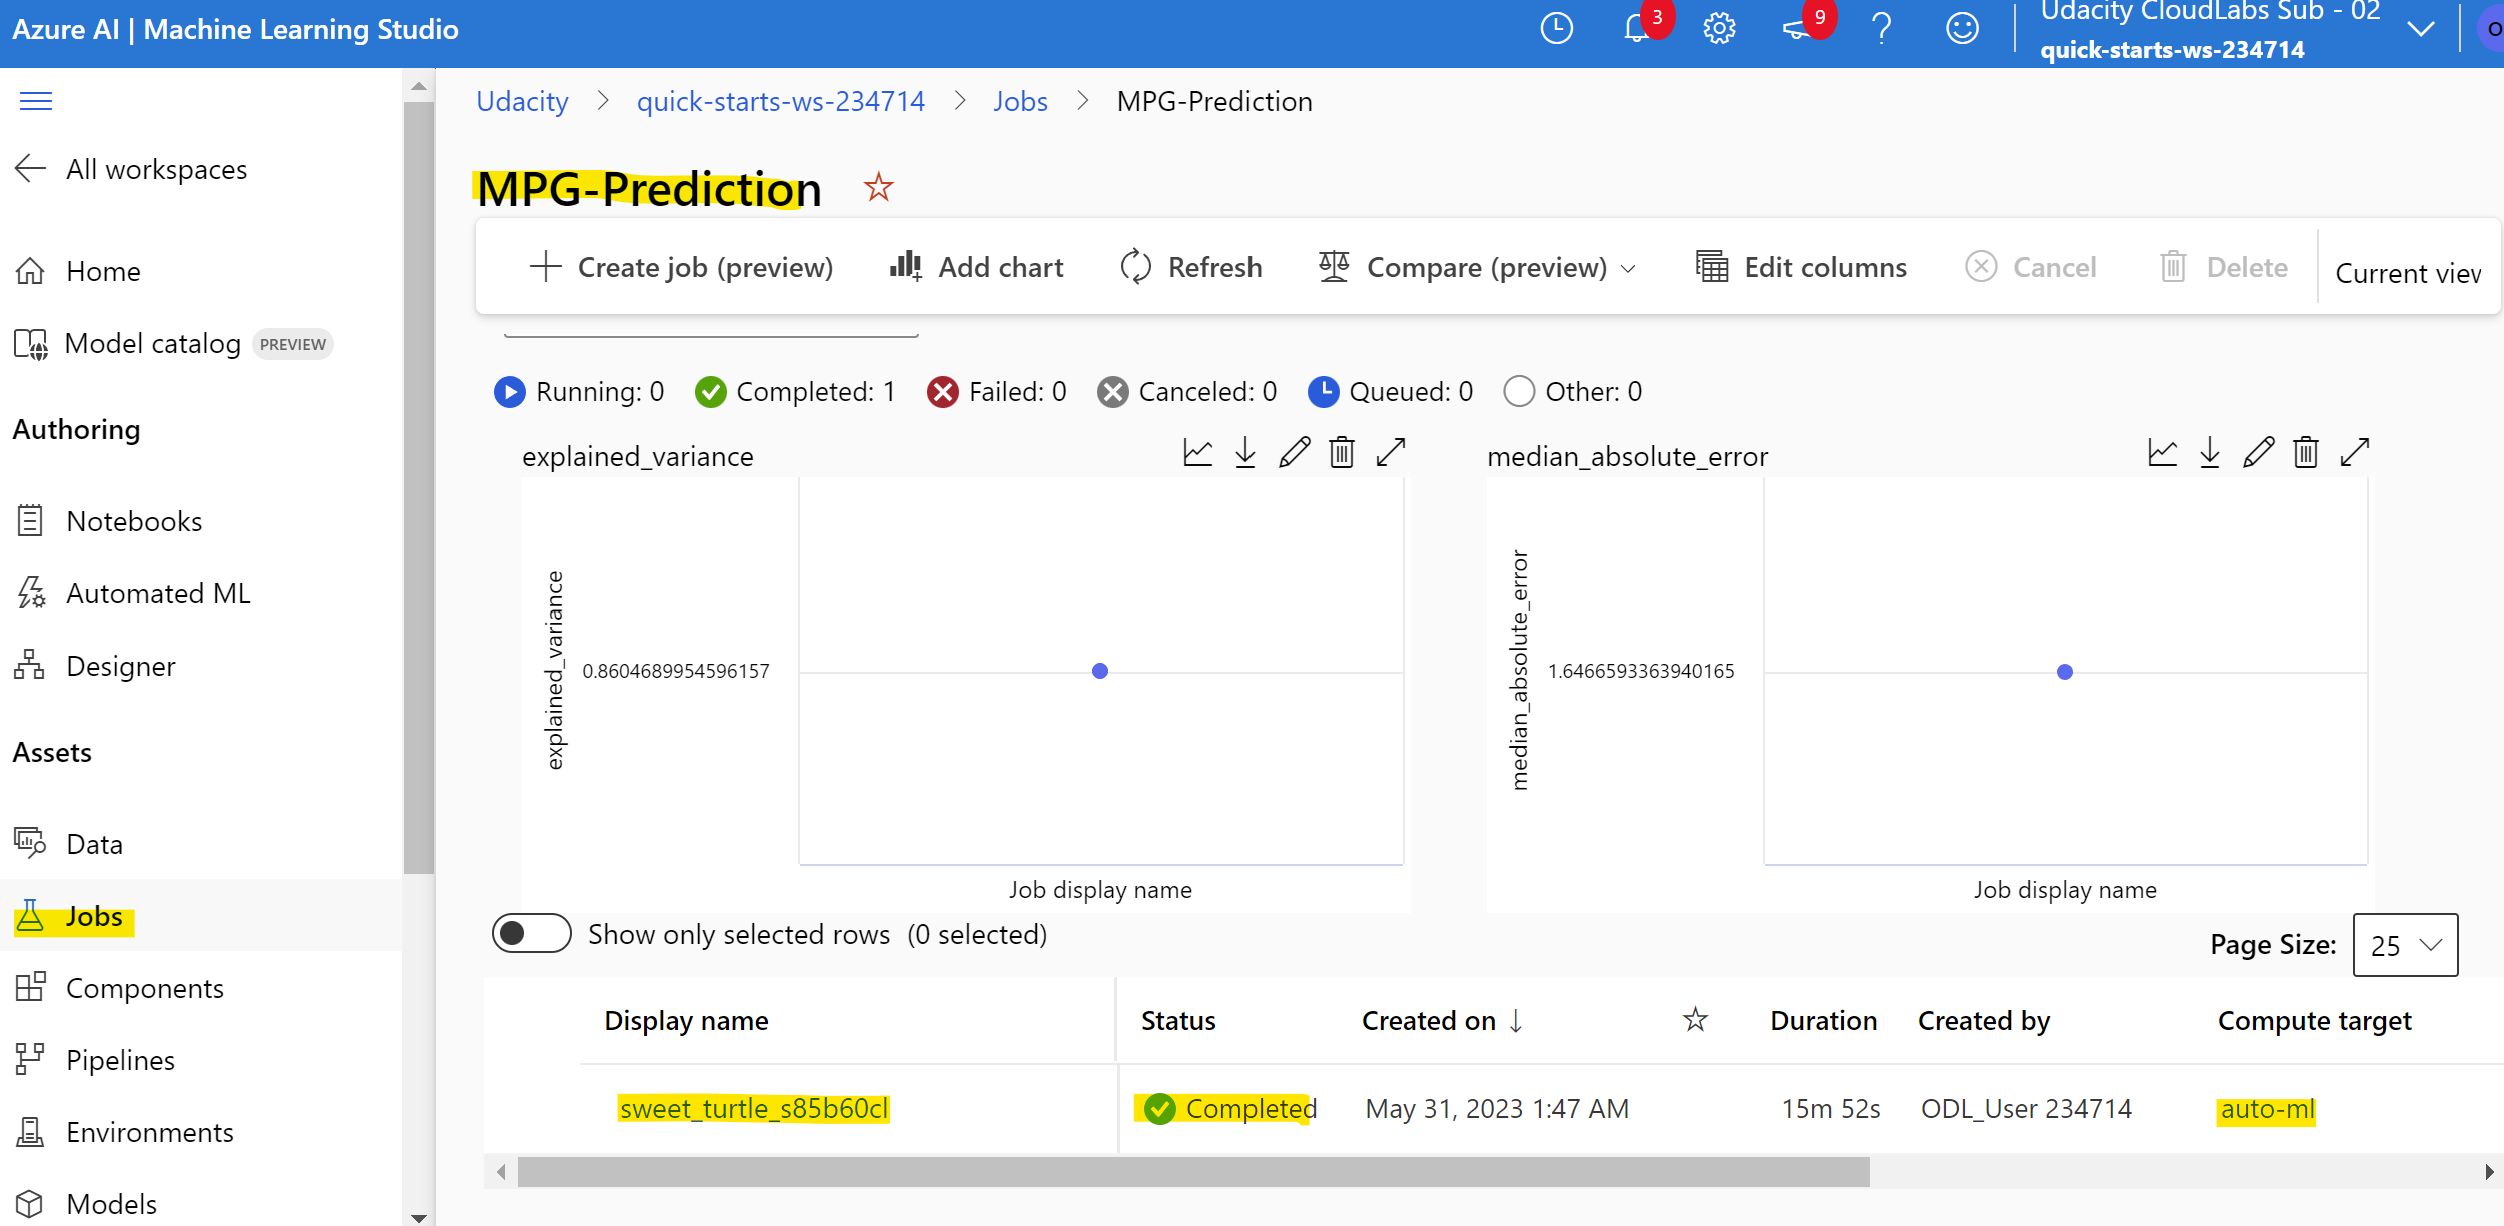 Azure AI | Machine Learning Studio
3
9
Udacity CloudLabs Sub - 02
quick-starts-ws-234714
O
All workspaces
Home
Model catalog PREVIEW
Authoring
Notebooks
Automated ML
Designer
Assets
Data
Jobs
Components
Pipelines
Environments
Models
Udacity > quick-starts-ws-234714 > Jobs > MPG-Prediction
MPG-Prediction
Create job (preview) Add chart Refresh Compare (preview) Edit columns Cancel Delete Current view
Running: 0 Completed: 1 Failed: 0 Canceled: 0 Queued: 0 Other: 0
explained_variance
explained_variance
0.8604689954596157
Job display name
median_absolute_error
median_absolute_error
1.6466593363940165
Job display name
Show only selected rows (0 selected)
Page Size: 25
Display name Status Created on ↓ Duration Created by Compute target
sweet_turtle_s85b60cl Completed May 31, 2023 1:47 AM 15m 52s ODL_User 234714 auto-ml